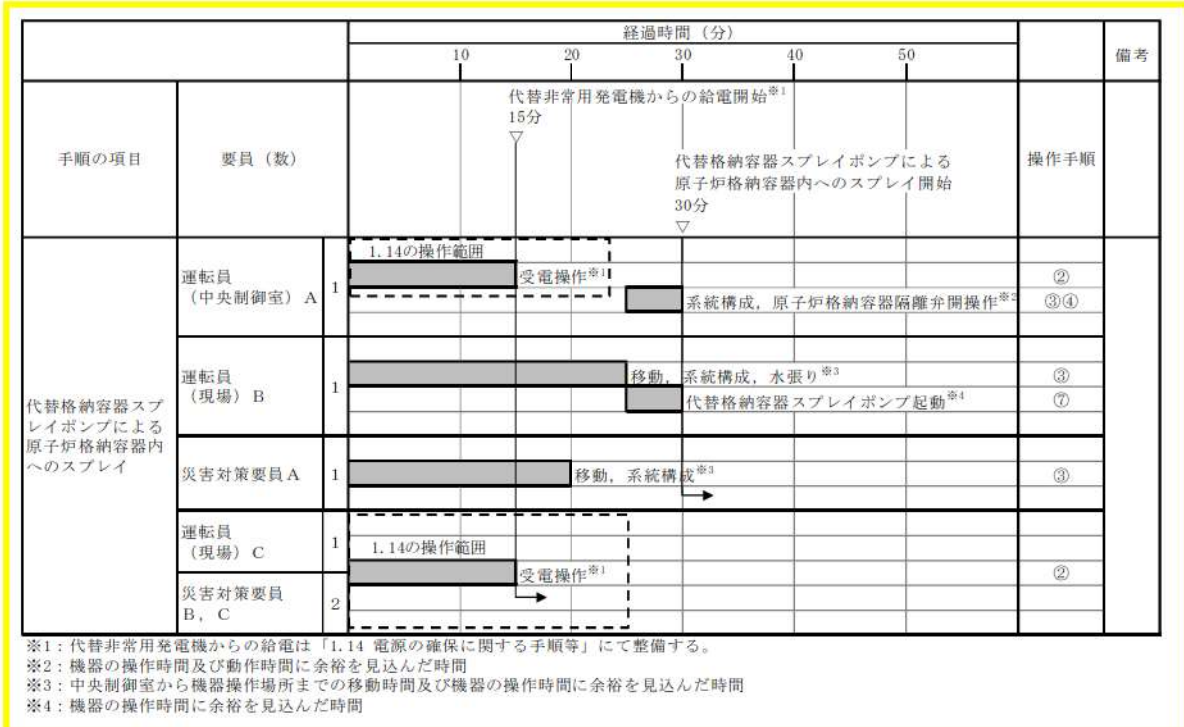 経過時間（分）
10 20 30 40 50
備考
手順の項目
要員（数）
代替非常用発電機からの給電開始※1
15分
▽
代替格納容器スプレイポンプによる
原子炉格納容器内へのスプレイ開始
30分
▽
操作手順
代替格納容器スプ
レイポンプによる
原子炉格納容器内
へのスプレイ
運転員
（中央制御室）A
1
1.14の操作範囲
受電操作※1
②
系統構成，原子炉格納容器隔離弁開操作※2
③④
運転員
（現場）B
1
移動，系統構成，水張り※3
③
代替格納容器スプレイポンプ起動※4
⑦
災害対策要員A
1
移動，系統構成※3
③
運転員
（現場）C
1
1.14の操作範囲
受電操作※1
②
災害対策要員
B，C
2
※1：代替非常用発電機からの給電は「1.14 電源の確保に関する手順等」にて整備する。
※2：機器の操作時間及び動作時間に余裕を見込んだ時間
※3：中央制御室から機器操作場所までの移動時間及び機器の操作時間に余裕を見込んだ時間
※4：機器の操作時間に余裕を見込んだ時間